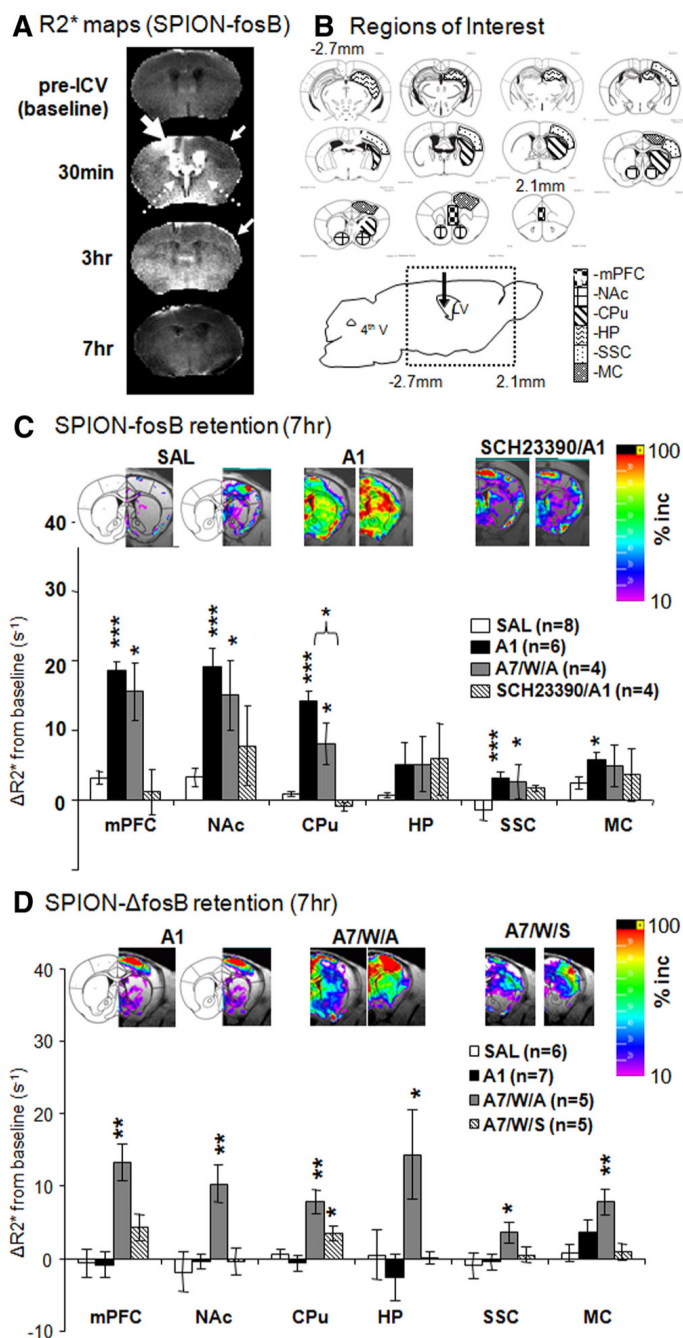 A R2* maps (SPION-fosB)
pre-ICV
(baseline)
30min
3hr
7hr
B Regions of Interest
-2.7mm
2.1mm
4th V
LV
-2.7mm
2.1mm
-mPFC
-NAc
-CPu
-HP
-SSC
-MC
C SPION-fosB retention (7hr)
SAL
A1
SCH23390/A1
100
% inc
10
40
30
20
10
0
ΔR2* from baseline (s-1)
***
*
***
*
***
*
*
***
*
*
SAL (n=8)
A1 (n=6)
A7/W/A (n=4)
SCH23390/A1 (n=4)
mPFC NAc CPu HP SSC MC
D SPION-ΔfosB retention (7hr)
A1
A7/W/A
A7/W/S
100
% inc
10
40
30
20
10
0
-10
ΔR2* from baseline (s-1)
**
**
**
*
*
*
**
SAL (n=6)
A1 (n=7)
A7/W/A (n=5)
A7/W/S (n=5)
mPFC NAc CPu HP SSC MC